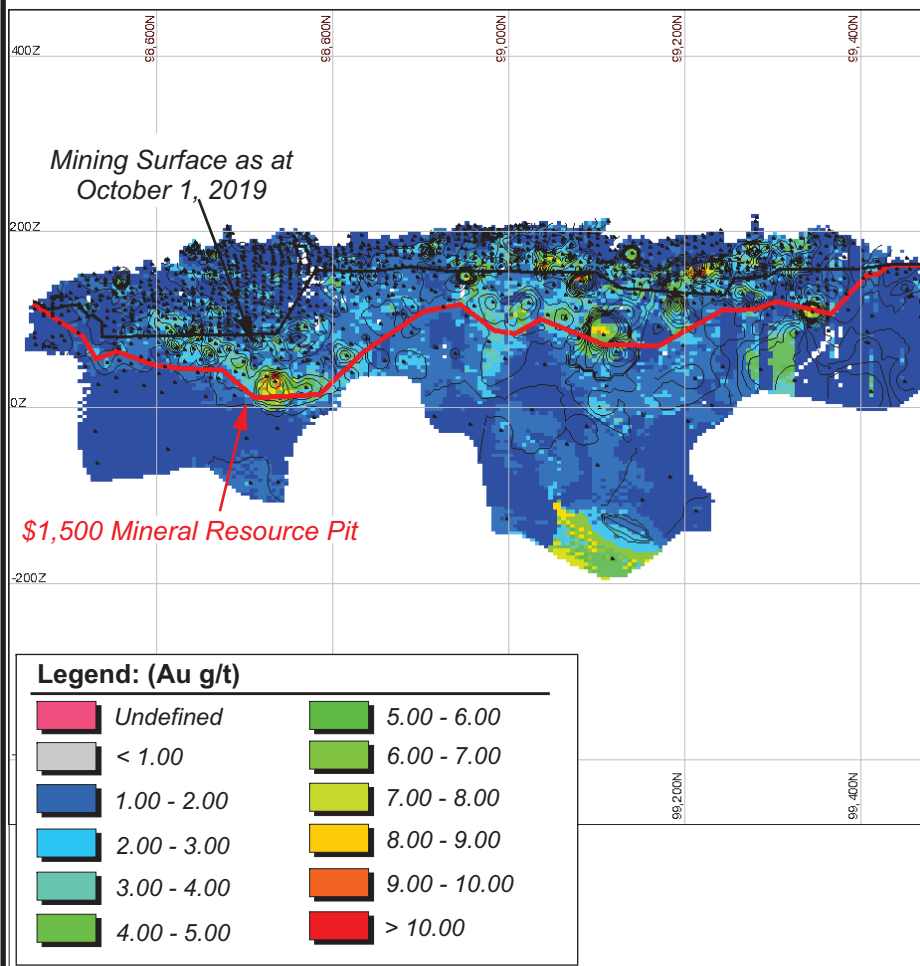 98,600N
98,800N
99,000N
99,200N
99,400N
400Z
Mining Surface as at
October 1, 2019
200Z
0Z
$1,500 Mineral Resource Pit
-200Z
Legend: (Au g/t)
Undefined
< 1.00
1.00 - 2.00
2.00 - 3.00
3.00 - 4.00
4.00 - 5.00
5.00 - 6.00
6.00 - 7.00
7.00 - 8.00
8.00 - 9.00
9.00 - 10.00
> 10.00
99,200N
99,400N